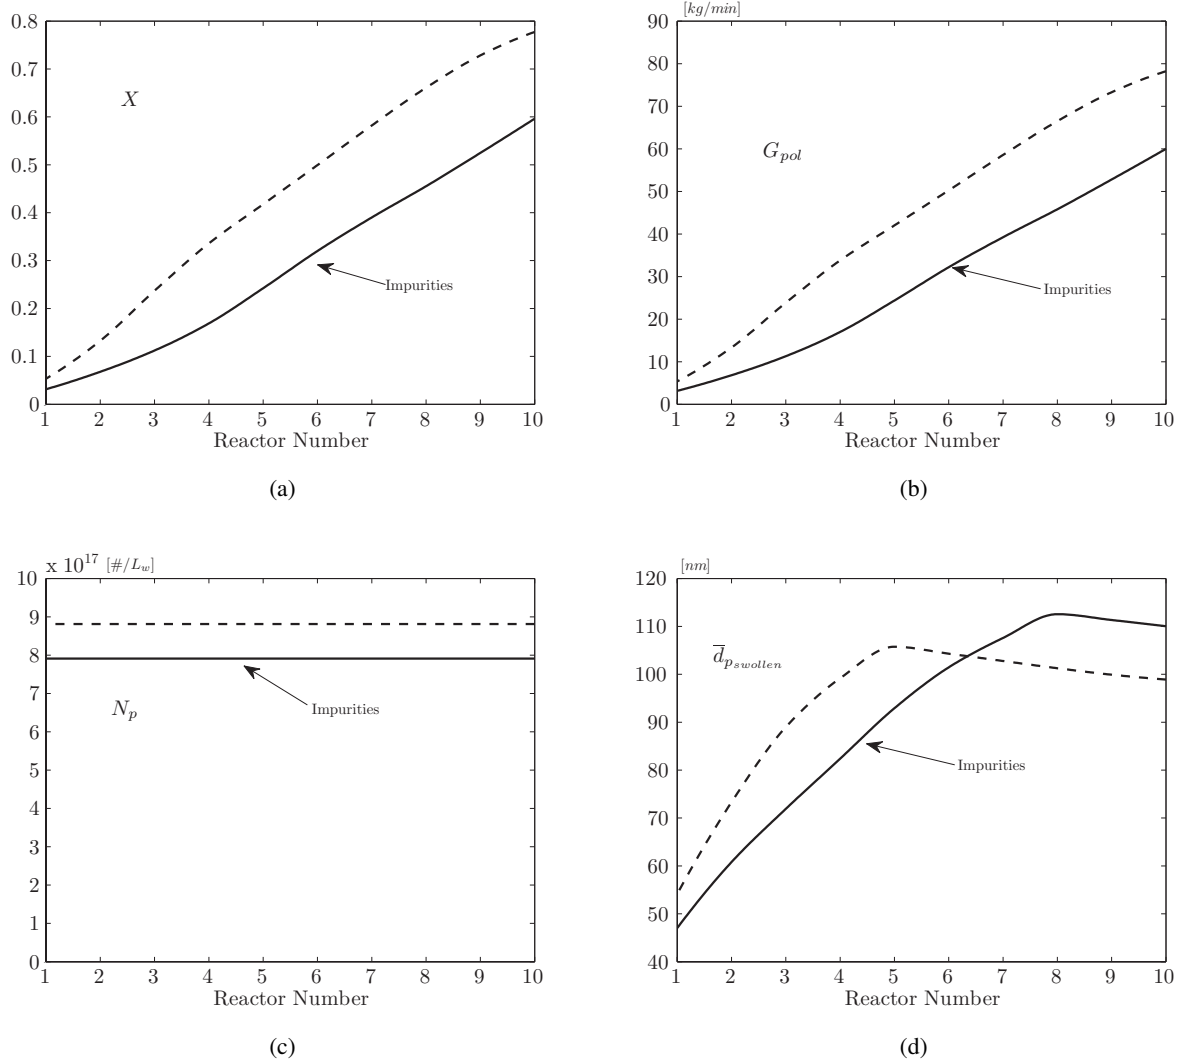 0.8
0.7
0.6
0.5
0.4
0.3
0.2
0.1
0
X
Impurities
1 2 3 4 5 6 7 8 9 10
Reactor Number
(a)
[kg/min]
90
80
70
60
50
40
30
20
10
0
G_{pol}
Impurities
1 2 3 4 5 6 7 8 9 10
Reactor Number
(b)
x 10^{17} [#/L_w]
10
9
8
7
6
5
4
3
2
1
0
N_p
Impurities
1 2 3 4 5 6 7 8 9 10
Reactor Number
(c)
[nm]
120
110
100
90
80
70
60
50
40
\overline{d}_{p_{swollen}}
Impurities
1 2 3 4 5 6 7 8 9 10
Reactor Number
(d)